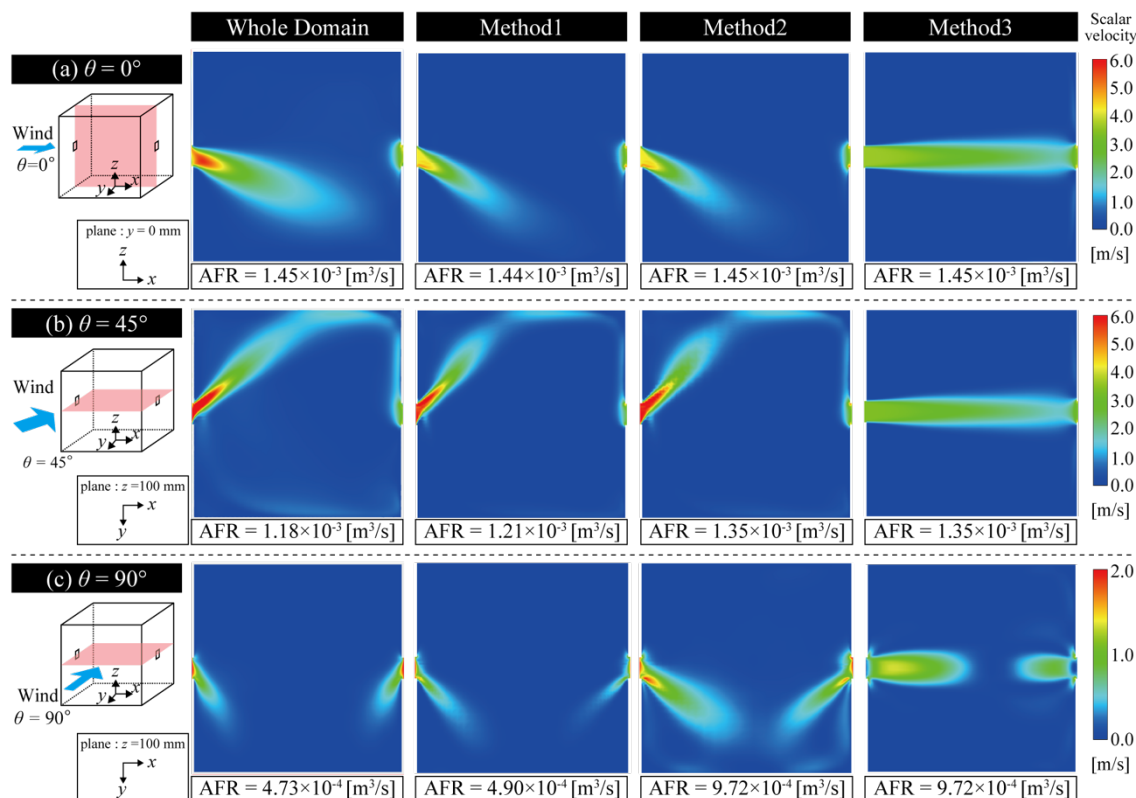 Whole Domain
Method1
Method2
Method3
Scalar
velocity
(a) θ = 0°
Wind
θ=0°
z
y
x
plane : y = 0 mm
z
x
6.0
5.0
4.0
3.0
2.0
1.0
0.0
[m/s]
AFR = 1.45×10⁻³ [m³/s]
AFR = 1.44×10⁻³ [m³/s]
AFR = 1.45×10⁻³ [m³/s]
AFR = 1.45×10⁻³ [m³/s]
(b) θ = 45°
Wind
z
y
x
θ = 45°
plane : z = 100 mm
x
y
6.0
5.0
4.0
3.0
2.0
1.0
0.0
[m/s]
AFR = 1.18×10⁻³ [m³/s]
AFR = 1.21×10⁻³ [m³/s]
AFR = 1.35×10⁻³ [m³/s]
AFR = 1.35×10⁻³ [m³/s]
(c) θ = 90°
z
y
x
Wind
θ = 90°
plane : z =100 mm
x
y
2.0
1.0
0.0
[m/s]
AFR = 4.73×10⁻⁴ [m³/s]
AFR = 4.90×10⁻⁴ [m³/s]
AFR = 9.72×10⁻⁴ [m³/s]
AFR = 9.72×10⁻⁴ [m³/s]